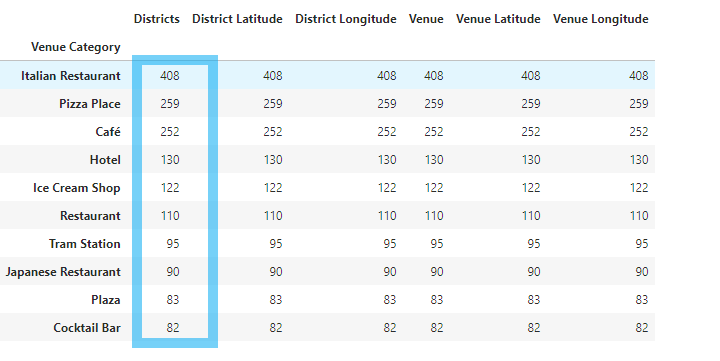 Districts District Latitude District Longitude Venue Venue Latitude Venue Longitude
Venue Category
Italian Restaurant 408 408 408 408 408 408
Pizza Place 259 259 259 259 259 259
Café 252 252 252 252 252 252
Hotel 130 130 130 130 130 130
Ice Cream Shop 122 122 122 122 122 122
Restaurant 110 110 110 110 110 110
Tram Station 95 95 95 95 95 95
Japanese Restaurant 90 90 90 90 90 90
Plaza 83 83 83 83 83 83
Cocktail Bar 82 82 82 82 82 82